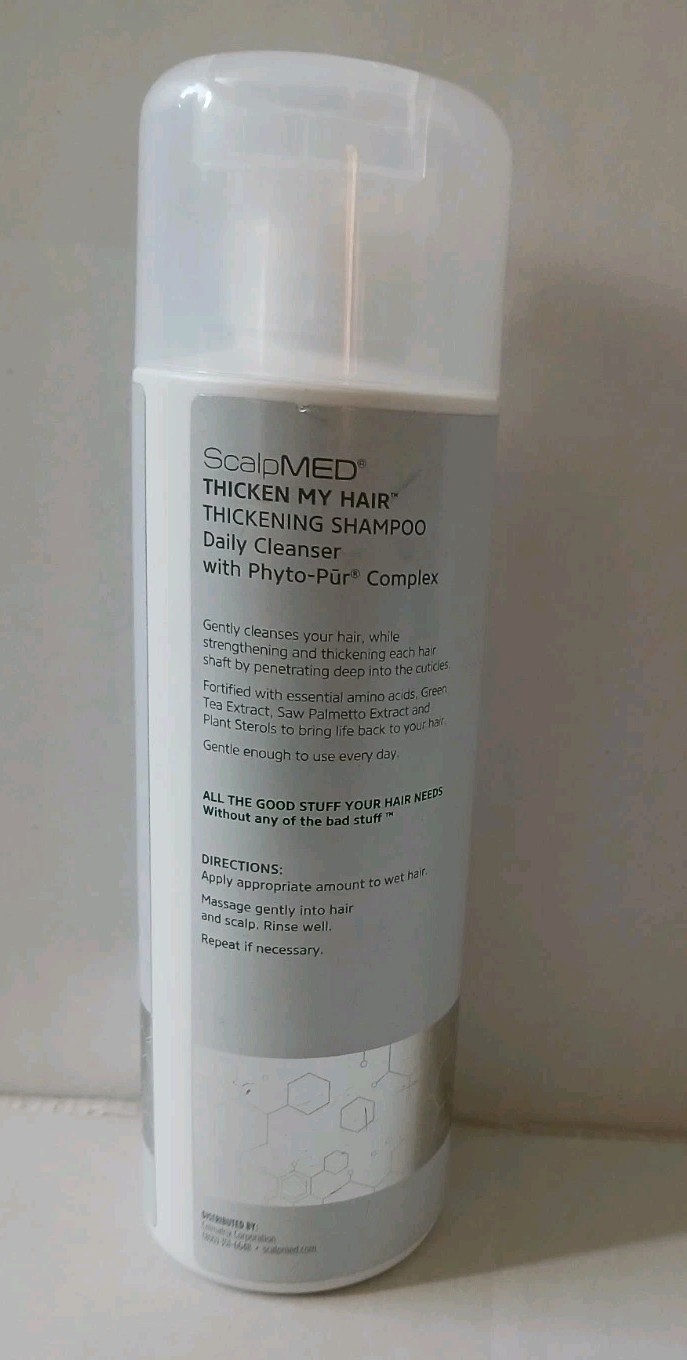 ScalpMED®
THICKEN MY HAIR™
THICKENING SHAMPOO
Daily Cleanser
with Phyto-Pūr® Complex
Gently cleanses your hair, while
strengthening and thickening each hair
shaft by penetrating deep into the cuticles
Fortified with essential amino acids, Green
Tea Extract, Saw Palmetto Extract and
Plant Sterols to bring life back to your hair.
Gentle enough to use every day.
ALL THE GOOD STUFF YOUR HAIR NEEDS
Without any of the bad stuff™
DIRECTIONS:
Apply appropriate amount to wet hair.
Massage gently into hair
and scalp. Rinse well.
Repeat if necessary.
DISTRIBUTED BY:
Corporation
• scalpmed.com